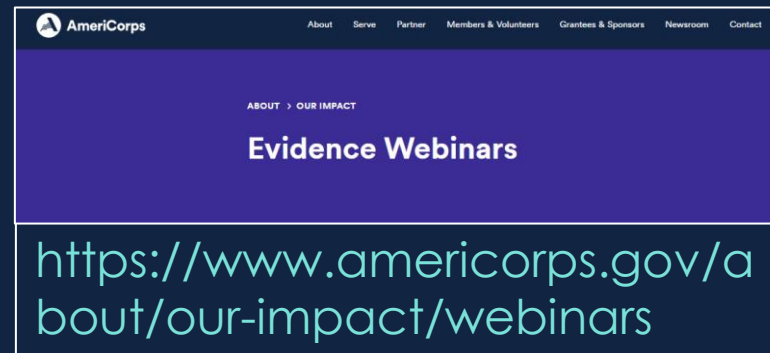 AmeriCorps
About Serve Partner Members & Volunteers Grantees & Sponsors Newsroom Contact
ABOUT > OUR IMPACT
Evidence Webinars
https://www.americorps.gov/a
bout/our-impact/webinars